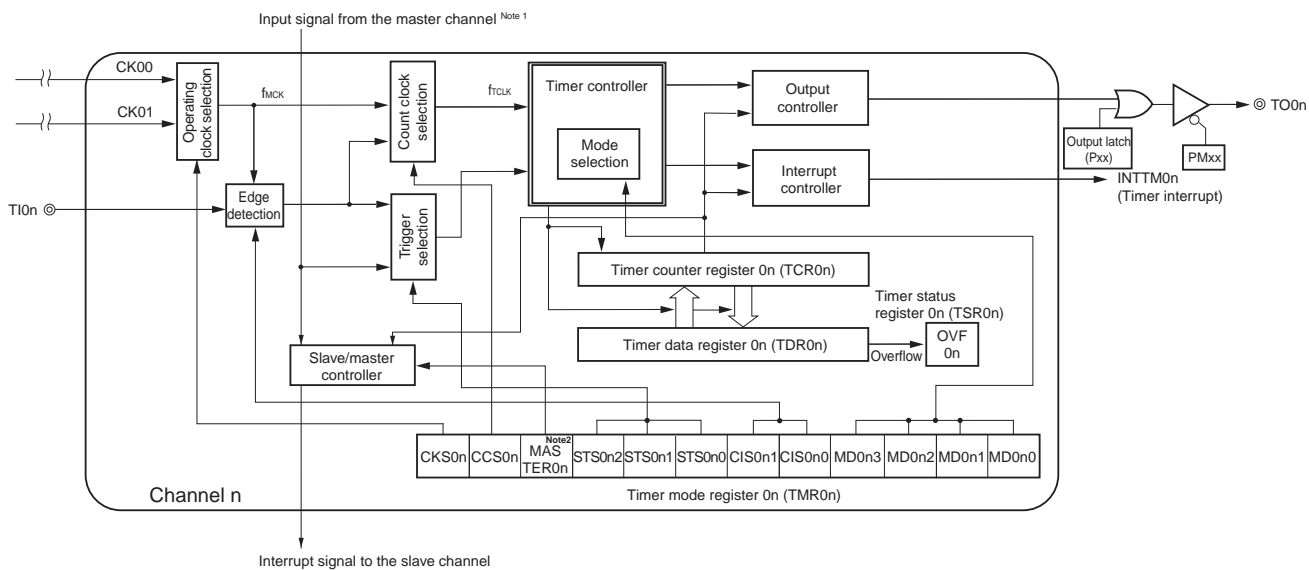 Input signal from the master channel Note 1
CK00
CK01
Operating
clock selection
fMCK
Count clock
selection
fTCLK
Timer controller
Mode
selection
Output
controller
Output latch
(Pxx)
PMxx
TO0n
Interrupt
controller
INTTM0n
(Timer interrupt)
TI0n
Edge
detection
Trigger
selection
Timer counter register 0n (TCR0n)
Timer status
register 0n (TSR0n)
Timer data register 0n (TDR0n)
Overflow
OVF
0n
Slave/master
controller
CKS0n
CCS0n
Note2
MAS
TER0n
STS0n2
STS0n1
STS0n0
CIS0n1
CIS0n0
MD0n3
MD0n2
MD0n1
MD0n0
Channel n
Timer mode register 0n (TMR0n)
Interrupt signal to the slave channel